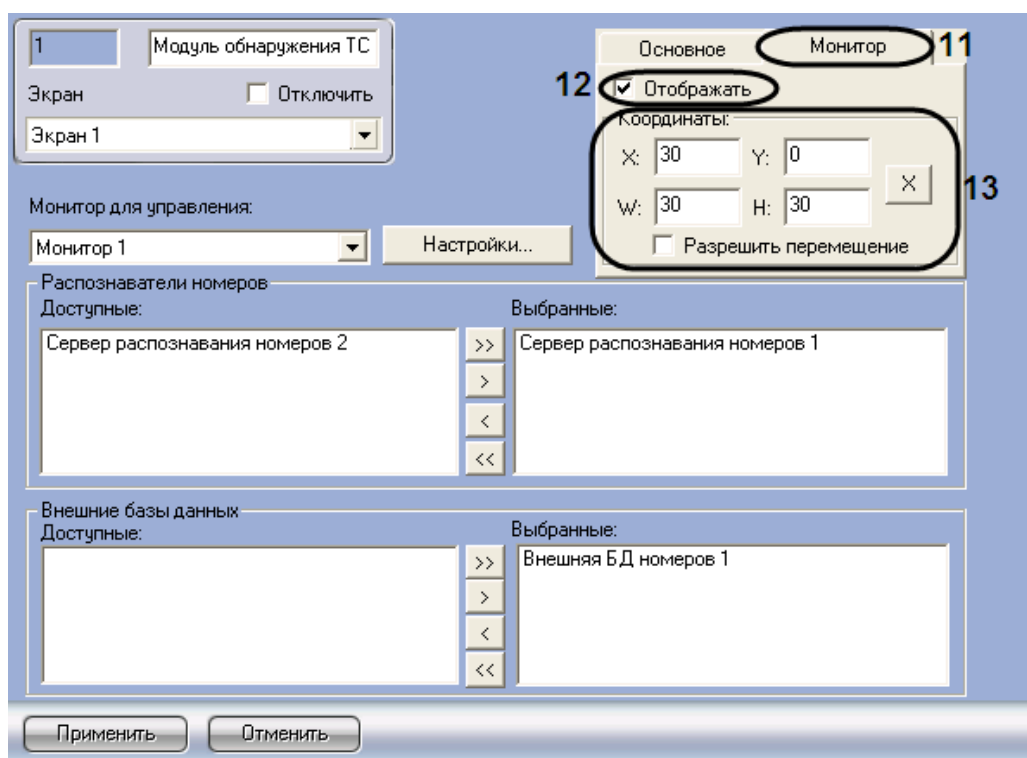 1
Модуль обнаружения ТС
Экран
Отключить
Экран 1
Основное
Монитор
11
12
Отображать
Координаты:
X: 30 Y: 0
X
13
W: 30 H: 30
Разрешить перемещение
Монитор для управления:
Монитор 1
Настройки...
Распознаватели номеров
Доступные:
Выбранные:
Сервер распознавания номеров 2
>>
Сервер распознавания номеров 1
>
<
<<
Внешние базы данных
Доступные:
Выбранные:
>>
Внешняя БД номеров 1
>
<
<<
Применить
Отменить